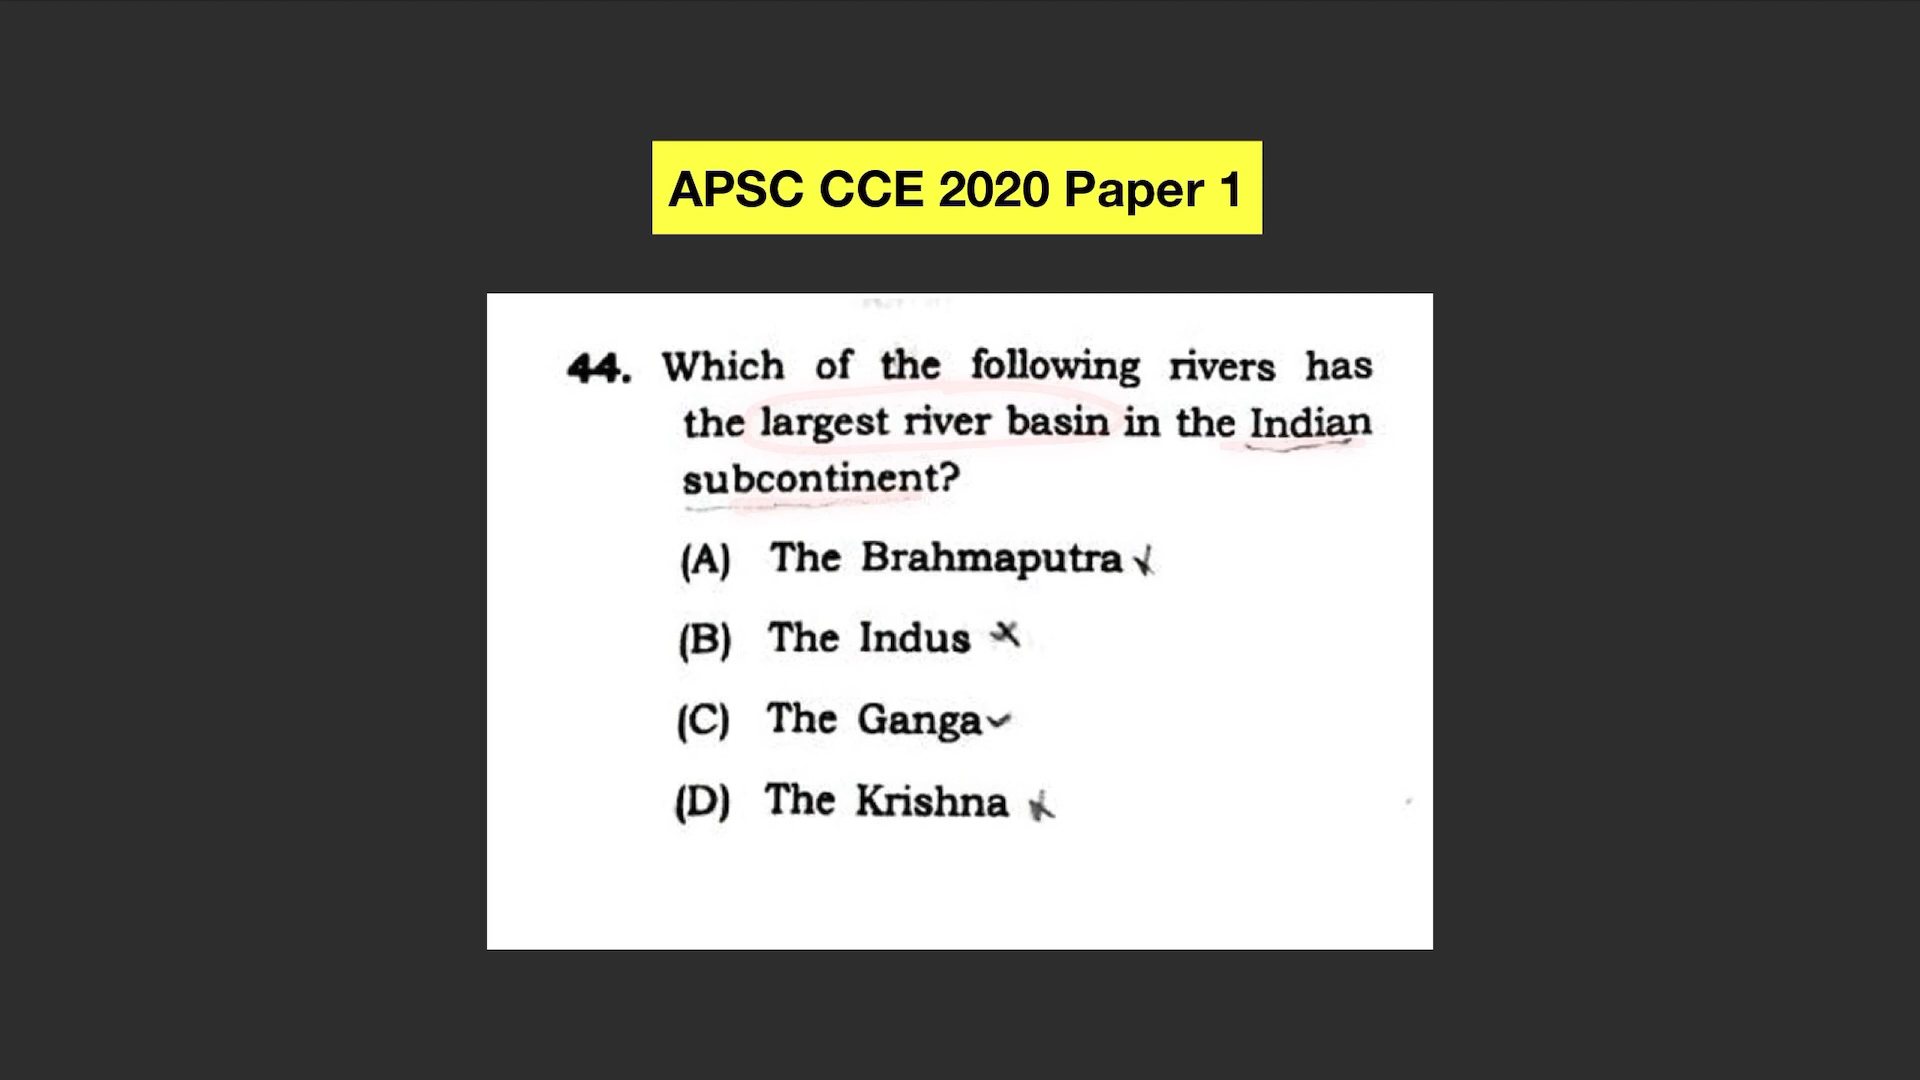 APSC CCE 2020 Paper 1
44. Which of the following rivers has
the largest river basin in the Indian
subcontinent?
(A) The Brahmaputra
(B) The Indus
(C) The Ganga
(D) The Krishna